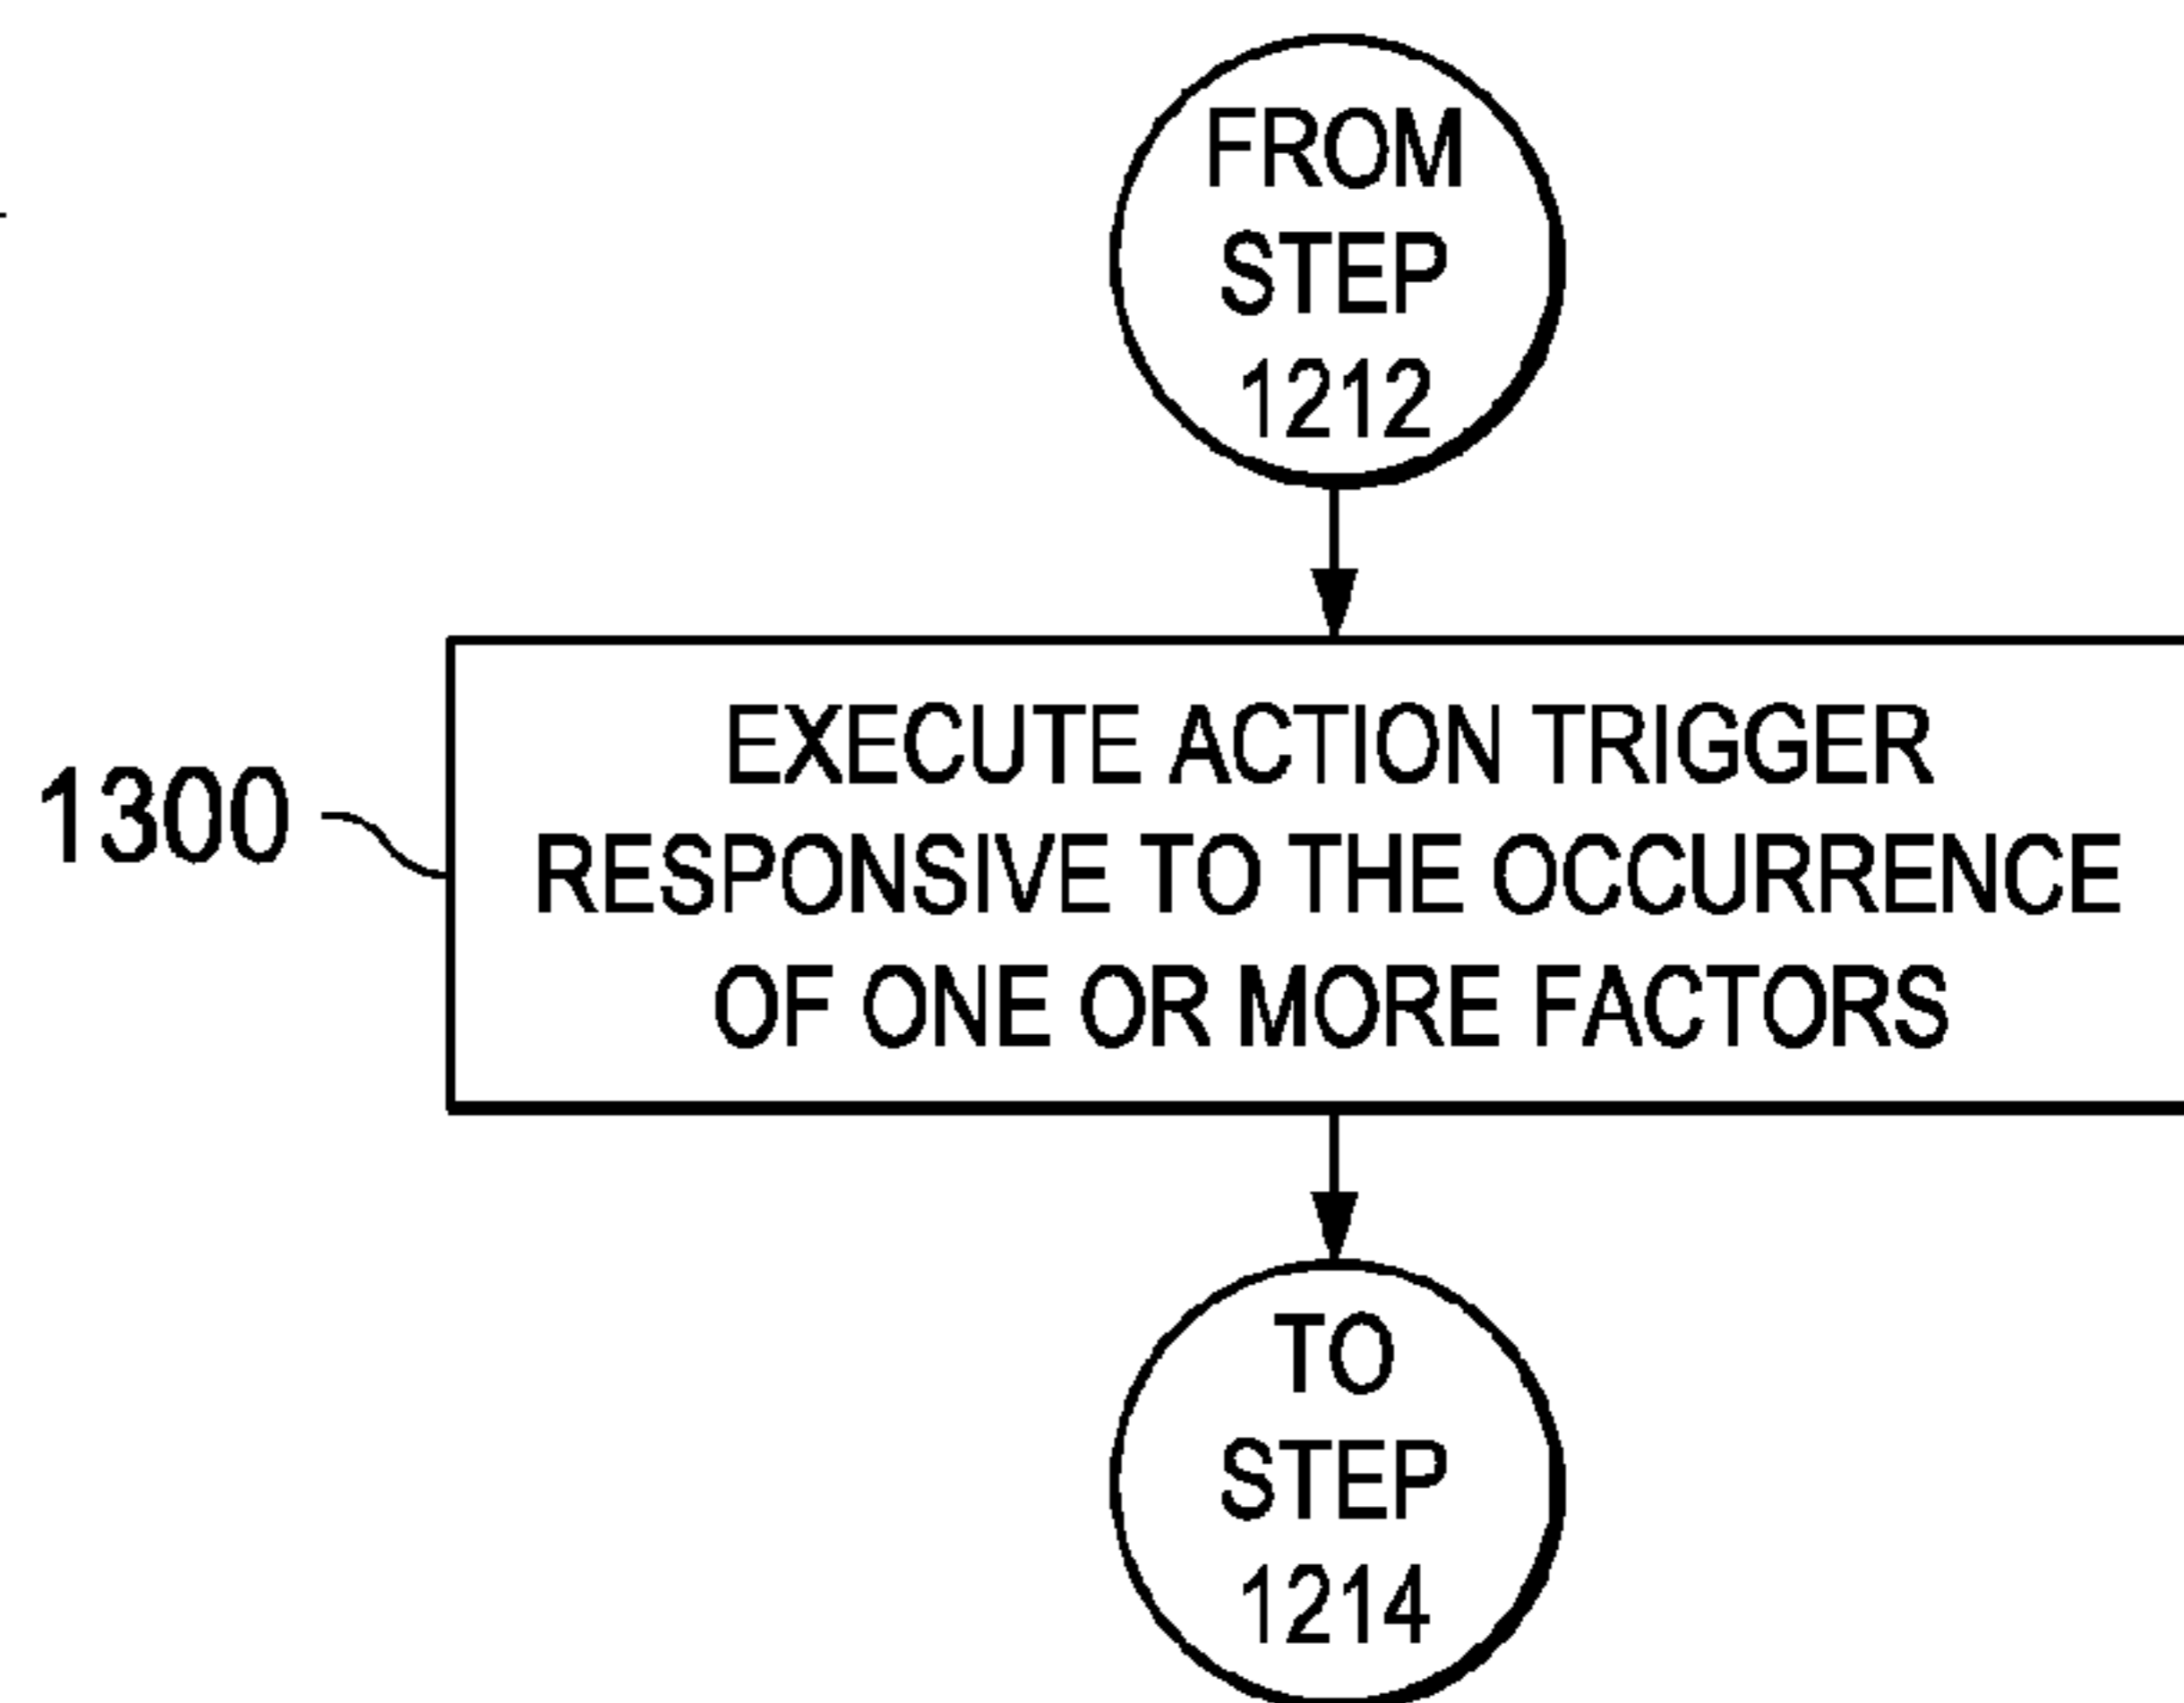 FROM
STEP
1212
EXECUTE ACTION TRIGGER
1300
RESPONSIVE TO THE OCCURRENCE
OF ONE OR MORE FACTORS
TO
STEP
1214